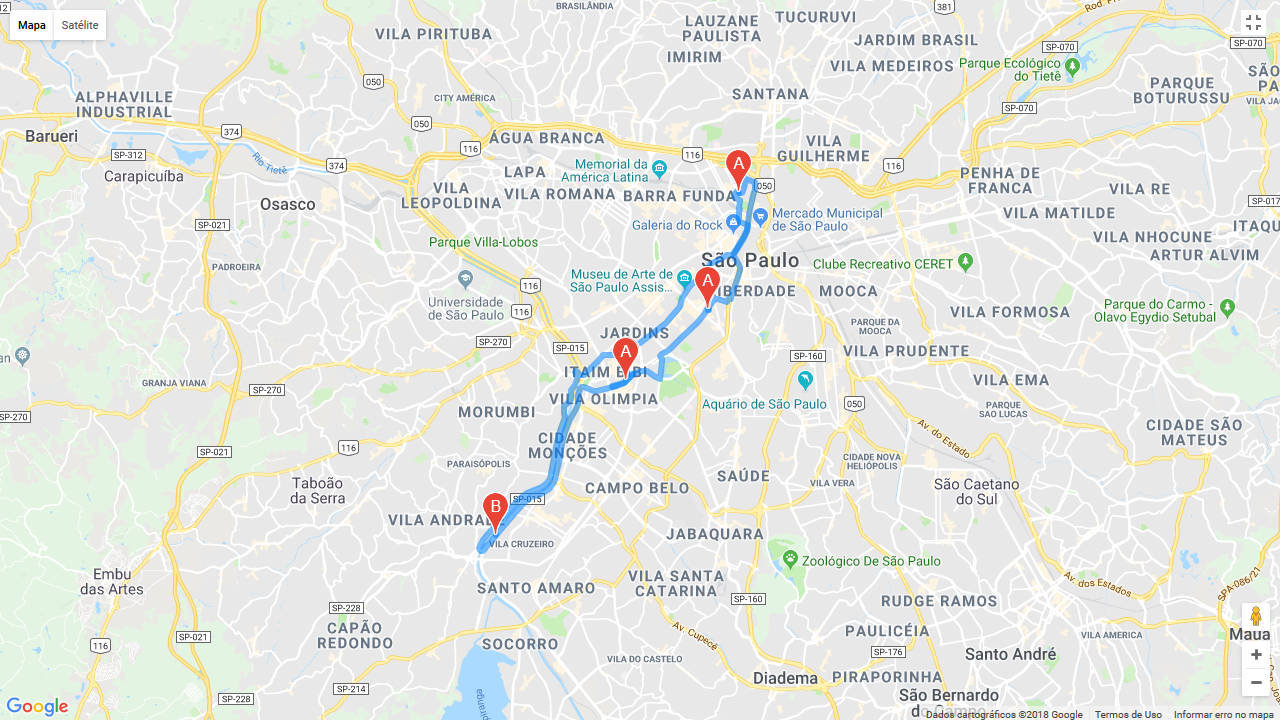 Mapa
Satélite
BRASILÂNDIA
LAUZANE
PAULISTA
TUCURUVI
VILA PIRITUBA
JARDIM BRASIL
SP-070
SP-070
IMIRIM
VILA MEDEIROS
Parque Ecológico
do Tietê
050
PARQUE
BOTURUSSU
ALPHAVILLE
INDUSTRIAL
CITY AMÉRICA
SANTANA
SP-070
Barueri
374
050
ÁGUA BRANCA
VILA
GUILHERME
116
116
116
SP-312
374
Rio Tietê
Carapicuíba
LAPA
Memorial da
América Latina
A
PENHA DE
FRANCA
VILA
LEOPOLDINA
VILA ROMANA
BARRA FUNDA
050
VILA RE
Osasco
SP-021
Galeria do Rock
Mercado Municipal
de São Paulo
VILA MATILDE
Parque Villa-Lobos
VILA NHOCUNE
ARTUR ALVIM
PADROEIRA
São Paulo
Clube Recreativo CERET
Universidade
de São Paulo
116
Museu de Arte de
São Paulo Assis...
A
LIBERDADE
MOOCA
116
VILA FORMOSA
Parque do Carmo -
Olavo Egydio Setubal
SP-270
SP-015
JARDINS
PARQUE DA
MOOCA
A
SP-160
VILA PRUDENTE
GRANJA VIANA
SP-270
ITAIM BIBI
VILA OLIMPIA
VILA EMA
SP-270
MORUMBI
Aquário de São Paulo
050
PARQUE
SAO LUCAS
CIDADE SÃO
MATEUS
CIDADE
MONÇÕES
Av. do Estado
116
SP-021
PARAISÓPOLIS
CIDADE NOVA
HELIÓPOLIS
Taboão
da Serra
CAMPO BELO
SAÚDE
VILA VERA
São Caetano
do Sul
SP-015
B
VILA ANDRADE
VILA CRUZEIRO
JABAQUARA
Zoológico De São Paulo
Embu
das Artes
SANTO AMARO
VILA SANTA
CATARINA
Av. dos Estados
SPA-086/21
SP-160
RUDGE RAMOS
SP-228
CAPÃO
REDONDO
SP-021
116
SOCORRO
Av. Cupecê
PAULICÉIA
VILA AMERICA
VILA DO CASTELO
SP-176
Santo André
Diadema
PIRAPORINHA
SP-214
SP-228
São Bernardo
do Campo
Google
Dados cartográficos ©2018 Google
Termos de Uso
Informar erro no mapa